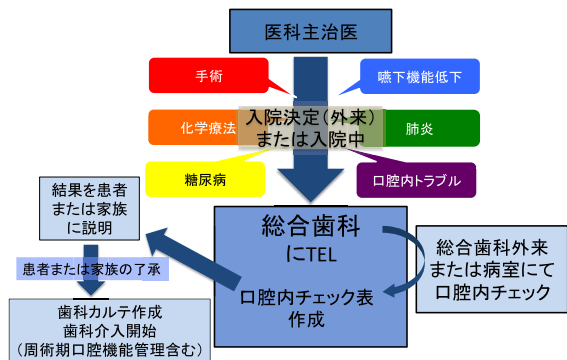 医科主治医
手術
嚥下機能低下
化学療法
入院決定(外来)
または入院中
肺炎
糖尿病
口腔内トラブル
結果を患者
または家族
に説明
総合歯科
にTEL
口腔内チェック表
作成
総合歯科外来
または病室にて
口腔内チェック
患者または家族の了承
歯科カルテ作成
歯科介入開始
(周術期口腔機能管理含む)